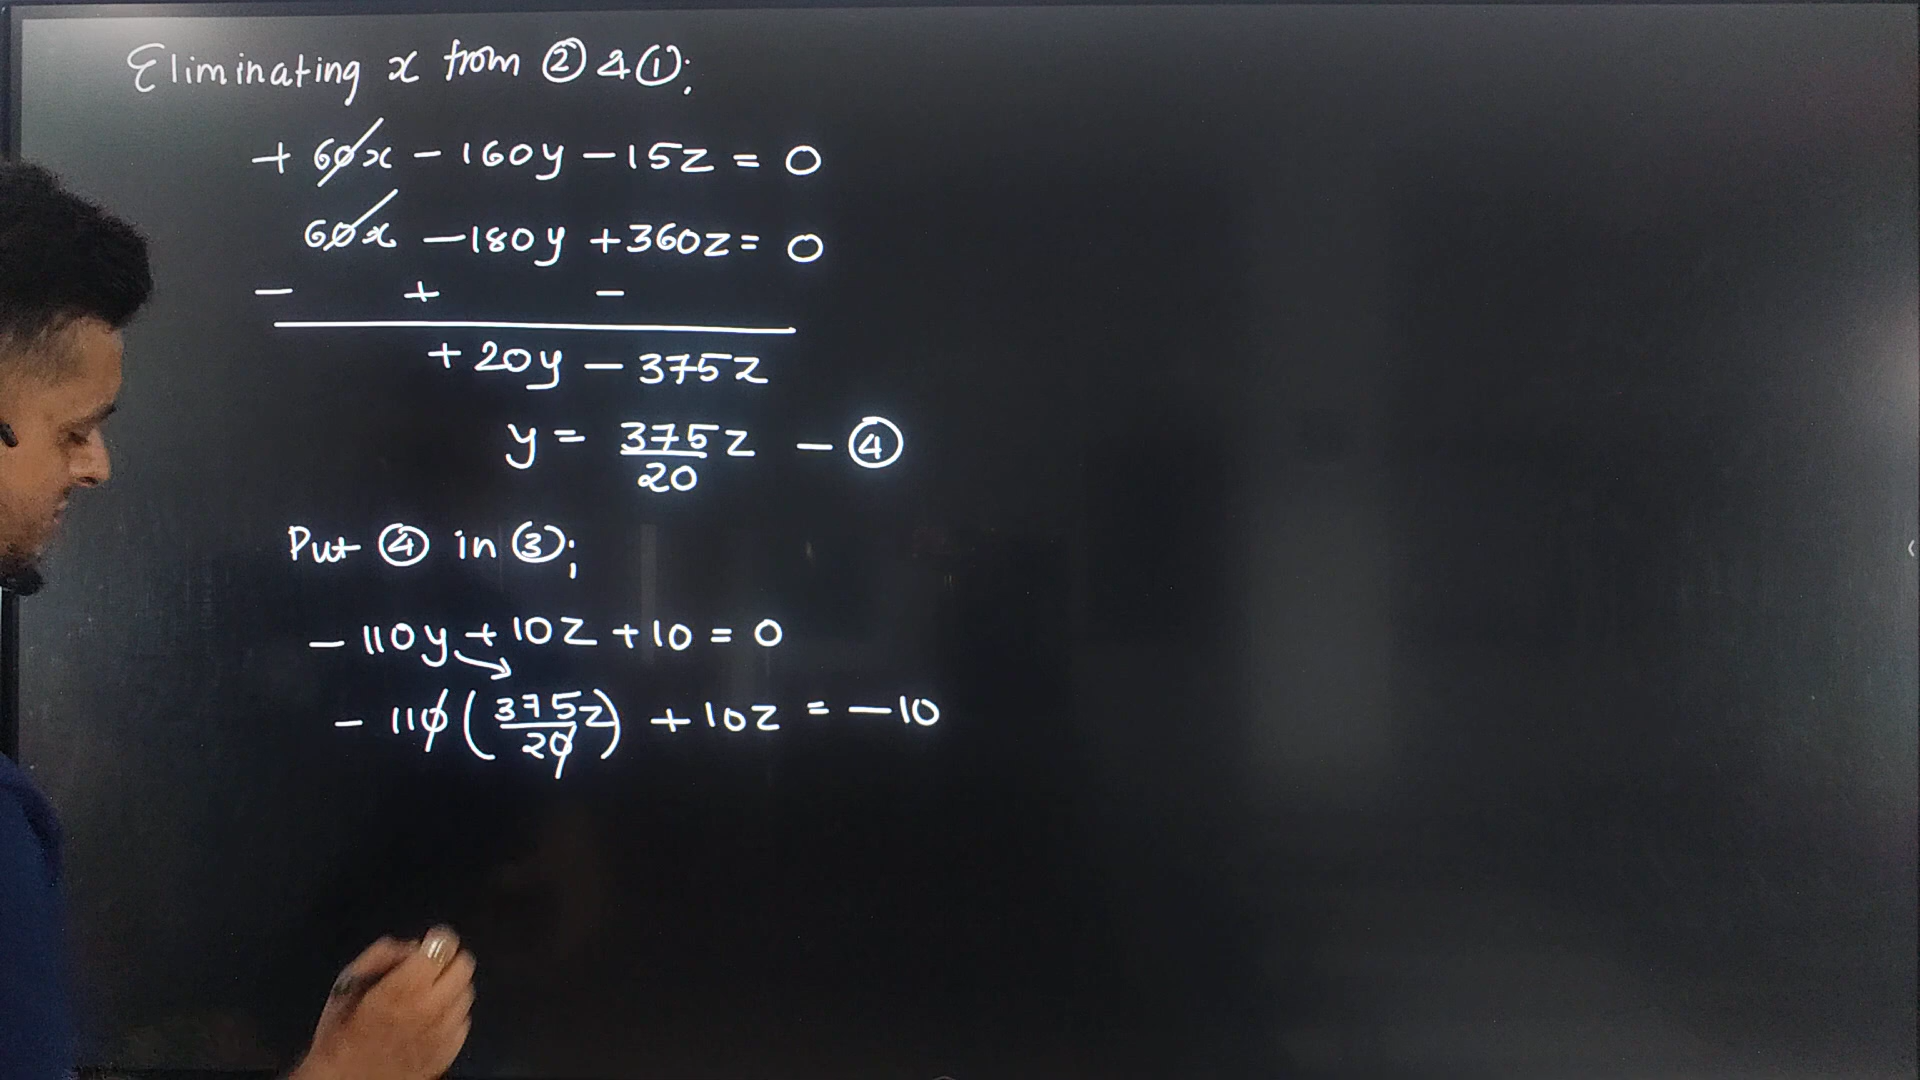 Eliminating x from ② & ①;
+ 60x - 160y - 15z = 0
60x - 180y + 360z = 0
- + -
+ 20y - 375z
y = 375/20 z - ④
Put ④ in ③;
- 110y + 10z + 10 = 0
- 110 (375z/20) + 10z = - 10